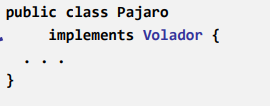 public class Pajaro
implements Volador {
. . .
}